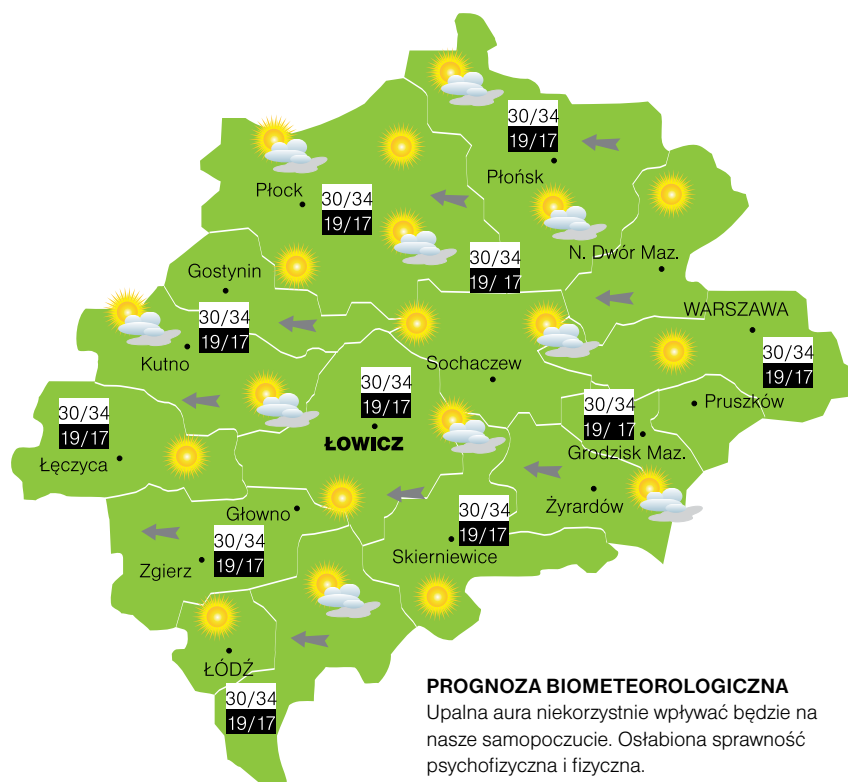 30/34
19/17
Płońsk
Płock
30/34
19/17
N. Dwór Maz.
30/34
19/ 17
Gostynin
WARSZAWA
30/34
19/17
Kutno
30/34
19/17
Sochaczew
30/34
19/17
ŁOWICZ
Pruszków
30/34
19/ 17
Grodzisk Maz.
30/34
19/17
Łęczyca
Żyrardów
Głowno
30/34
19/17
Skierniewice
30/34
19/17
Zgierz
ŁÓDŹ
30/34
19/17
PROGNOZA BIOMETEOROLOGICZNA
Upalna aura niekorzystnie wpływać będzie na
nasze samopoczucie. Osłabiona sprawność
psychofizyczna i fizyczna.